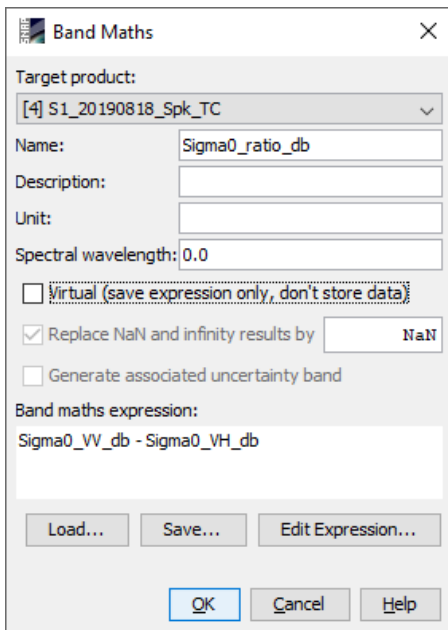 Band Maths
Target product:
[4] S1_20190818_Spk_TC
Name: Sigma0_ratio_db
Description:
Unit:
Spectral wavelength: 0.0
Virtual (save expression only, don't store data)
Replace NaN and infinity results by NaN
Generate associated uncertainty band
Band maths expression:
Sigma0_VV_db - Sigma0_VH_db
Load... Save... Edit Expression...
OK Cancel Help